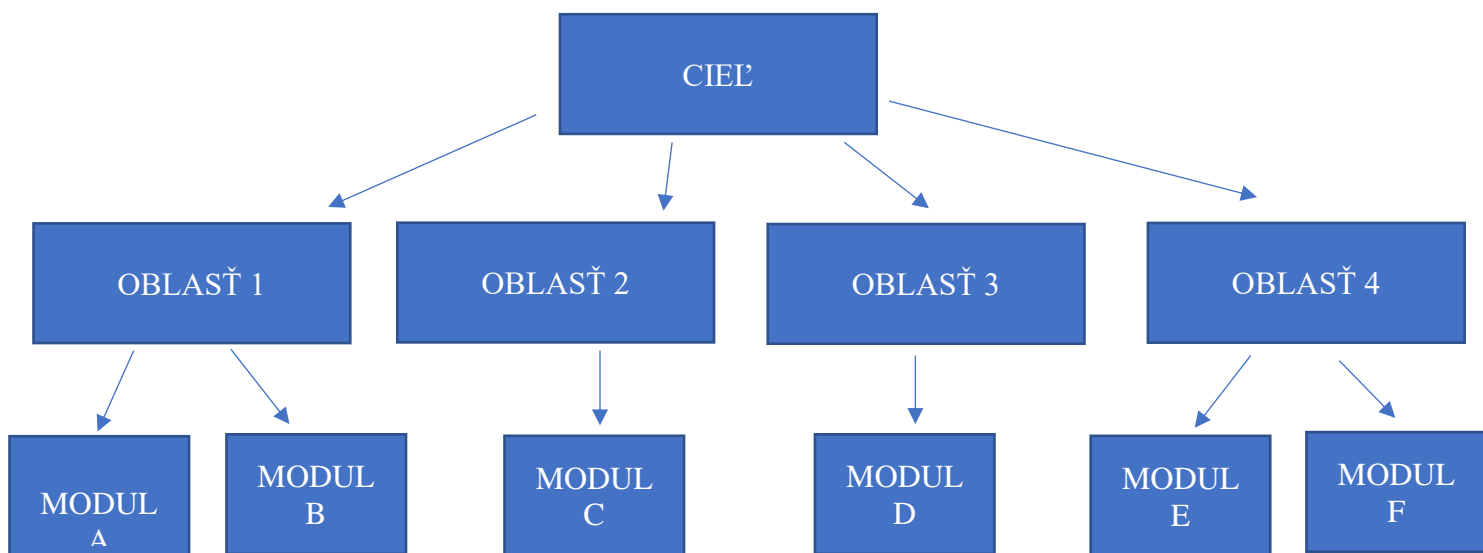 CIEĽ
OBLASŤ 1
OBLASŤ 2
OBLASŤ 3
OBLASŤ 4
MODUL
A
MODUL
B
MODUL
C
MODUL
D
MODUL
E
MODUL
F